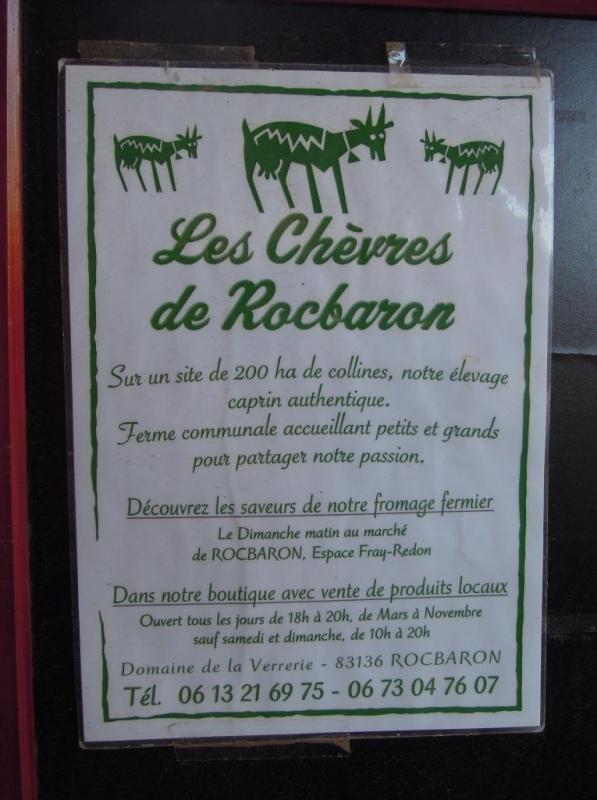 Les Chèvres
de Rocbaron
Sur un site de 200 ha de collines, notre élevage
caprin authentique.
Ferme communale accueillant petits et grands
pour partager notre passion.
Découvrez les saveurs de notre fromage fermier
Le Dimanche matin au marché
de ROCBARON, Espace Fray-Redon
Dans notre boutique avec vente de produits locaux
Ouvert tous les jours de 18h à 20h, de Mars à Novembre
sauf samedi et dimanche, de 10h à 20h
Domaine de la Verrerie - 83136 ROCBARON
Tél. 06 13 21 69 75 - 06 73 04 76 07